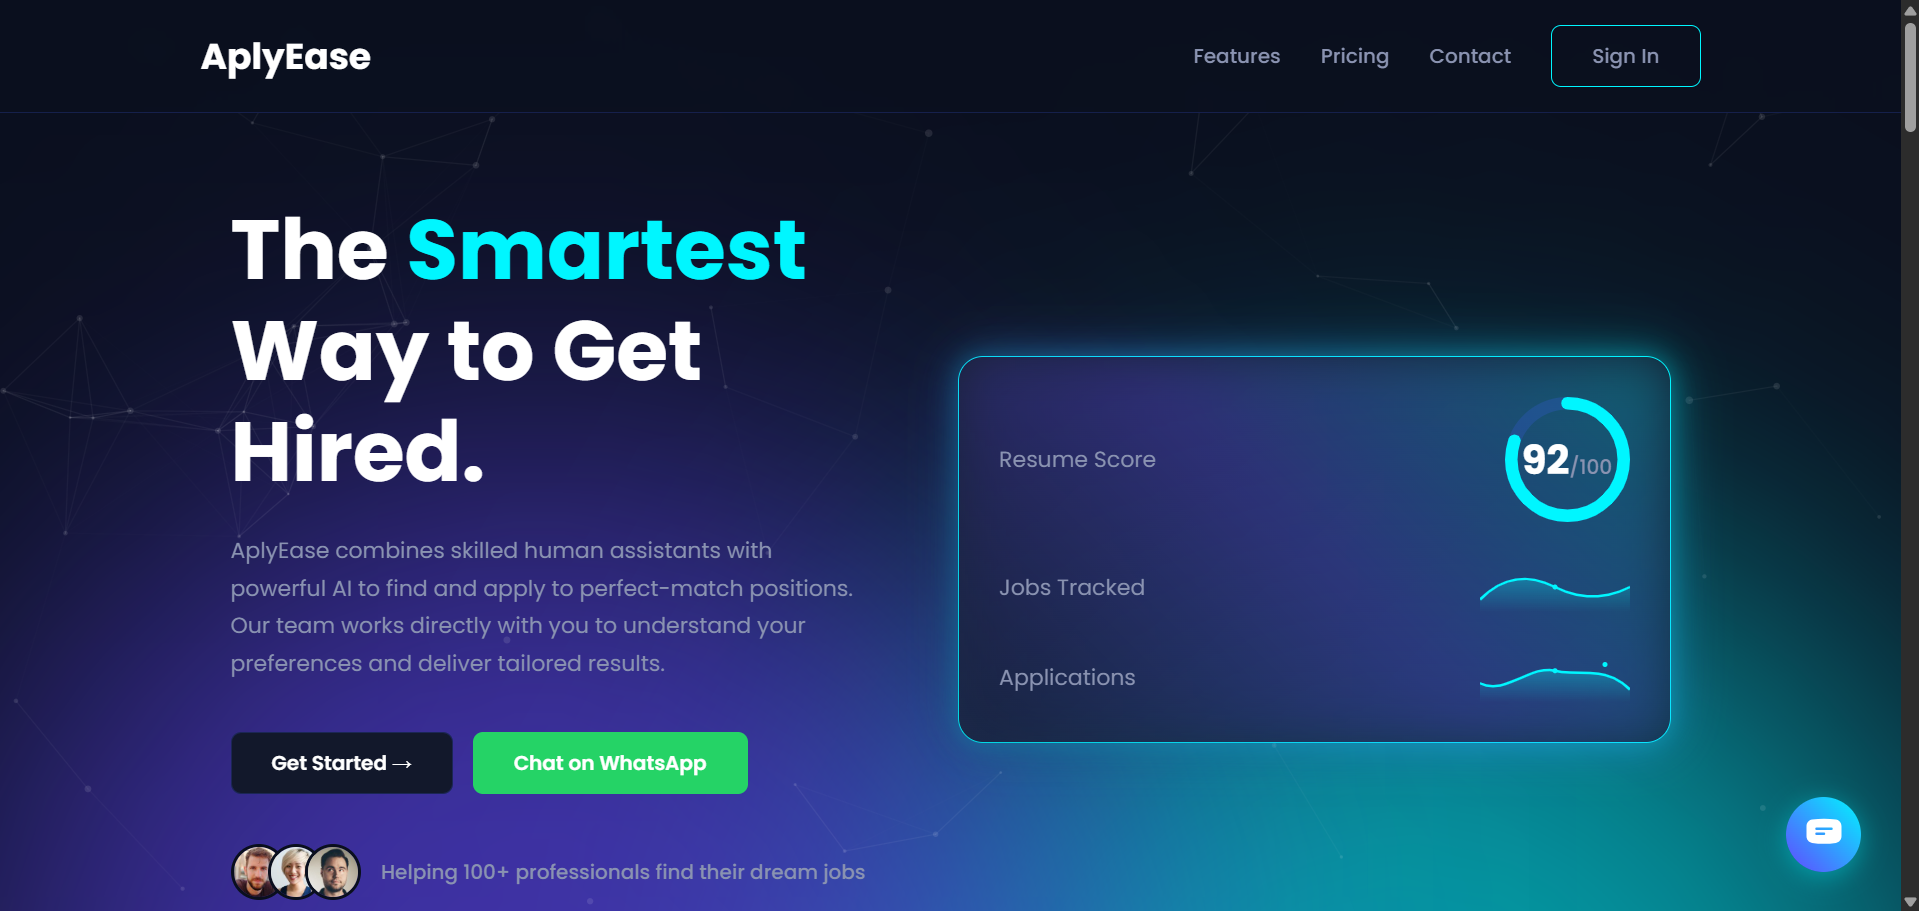 AplyEase
Features
Pricing
Contact
Sign In
The Smartest
Way to Get
Hired.
AplyEase combines skilled human assistants with
powerful AI to find and apply to perfect-match positions.
Our team works directly with you to understand your
preferences and deliver tailored results.
Get Started →
Chat on WhatsApp
Helping 100+ professionals find their dream jobs
Resume Score
92/100
Jobs Tracked
Applications